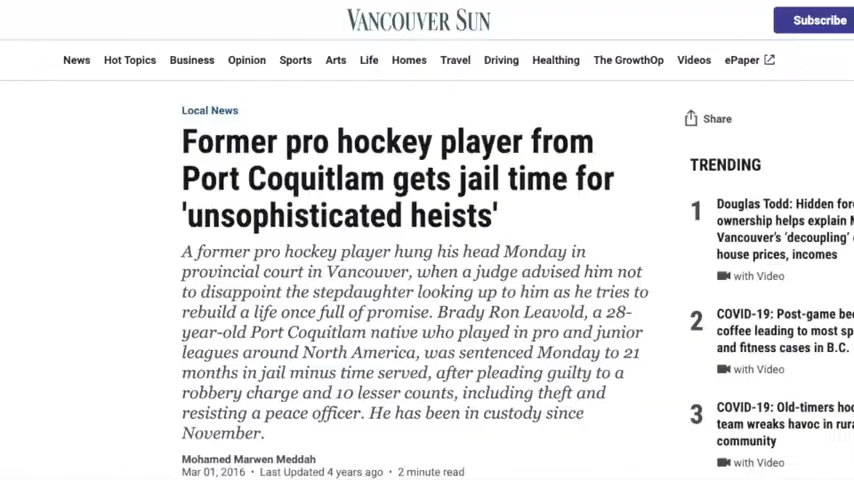 VANCOUVER SUN
Subscribe
News Hot Topics Business Opinion Sports Arts Life Homes Travel Driving Healthing The GrowthOp Videos ePaper
Local News
Former pro hockey player from
Port Coquitlam gets jail time for
'unsophisticated heists'
A former pro hockey player hung his head Monday in
provincial court in Vancouver, when a judge advised him not
to disappoint the stepdaughter looking up to him as he tries to
rebuild a life once full of promise. Brady Ron Leavold, a 28-
year-old Port Coquitlam native who played in pro and junior
leagues around North America, was sentenced Monday to 21
months in jail minus time served, after pleading guilty to a
robbery charge and 10 lesser counts, including theft and
resisting a peace officer. He has been in custody since
November.
Mohamed Marwen Meddah
Mar 01, 2016 • Last Updated 4 years ago • 2 minute read
Share
TRENDING
1
Douglas Todd: Hidden
ownership helps explain
Vancouver's 'decoupling'
house prices, incomes
with Video
2
COVID-19: Post-game
coffee leading to most
and fitness cases in B.C.
with Video
3
COVID-19: Old-timers
team wreaks havoc in
community
with Video